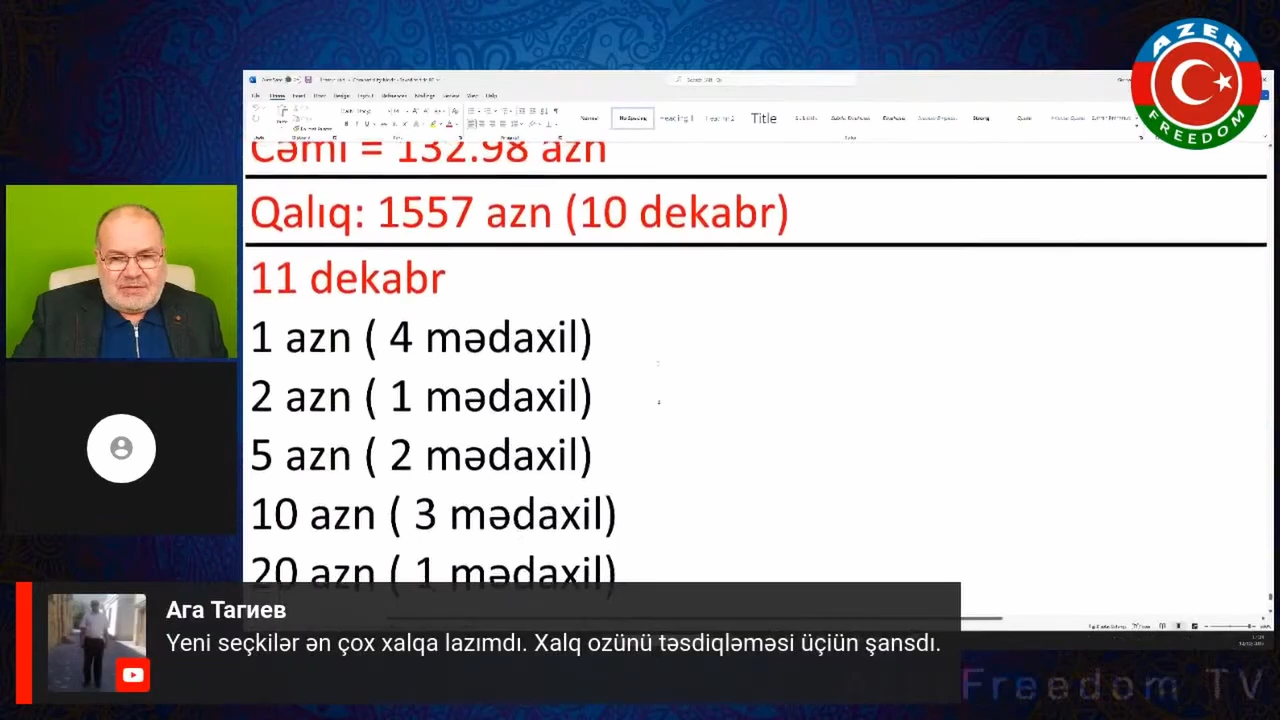 AZER
FREEDOM
Title
Cəmi = 132.98 azn
Qalıq: 1557 azn (10 dekabr)
11 dekabr
1 azn ( 4 mədaxil)
2 azn ( 1 mədaxil)
5 azn ( 2 mədaxil)
10 azn ( 3 mədaxil)
20 azn ( 1 mədaxil)
Ага Тагиев
Yeni seçkilər ən çox xalqa lazımdı. Xalq ozünü təsdiqləməsi üçiün şansdı.
Freedom TV